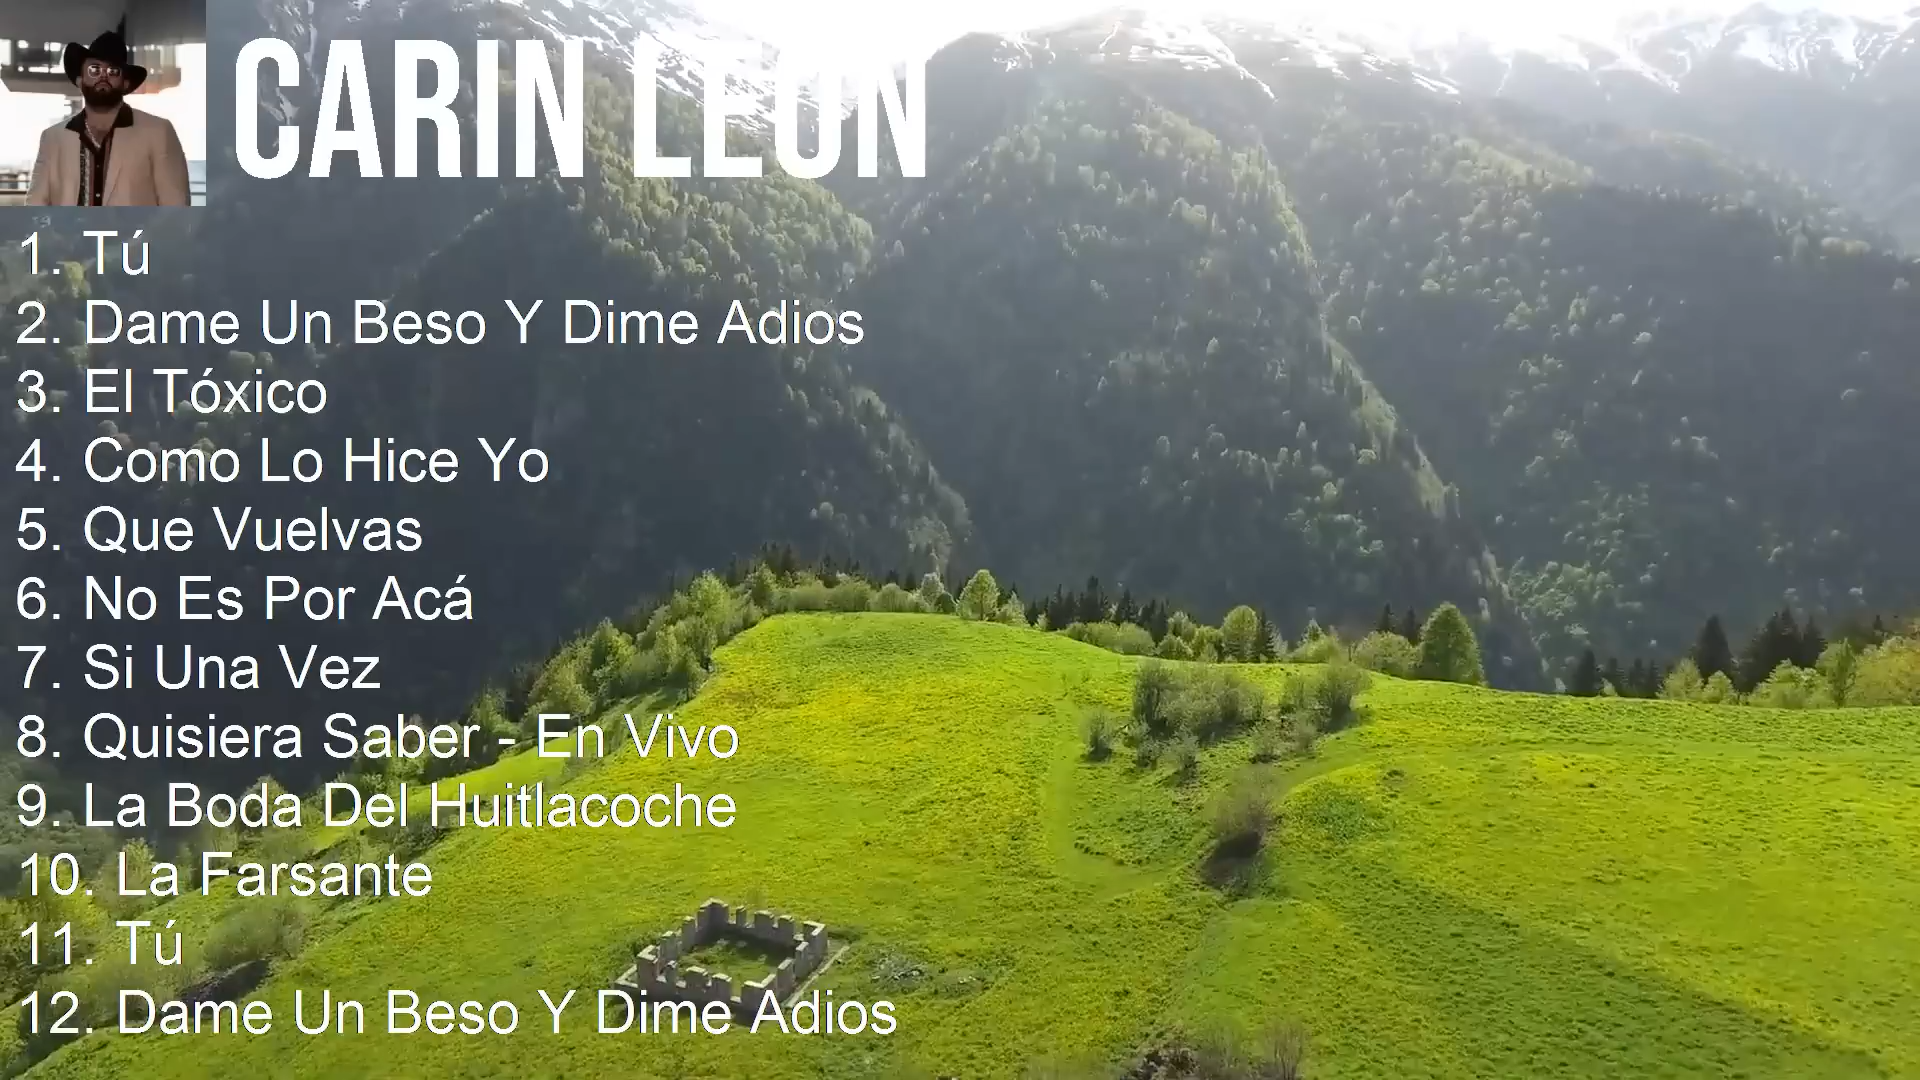 CARIN LEON
1. Tú
2. Dame Un Beso Y Dime Adios
3. El Tóxico
4. Como Lo Hice Yo
5. Que Vuelvas
6. No Es Por Acá
7. Si Una Vez
8. Quisiera Saber - En Vivo
9. La Boda Del Huitlacoche
10. La Farsante
11. Tú
12. Dame Un Beso Y Dime Adios